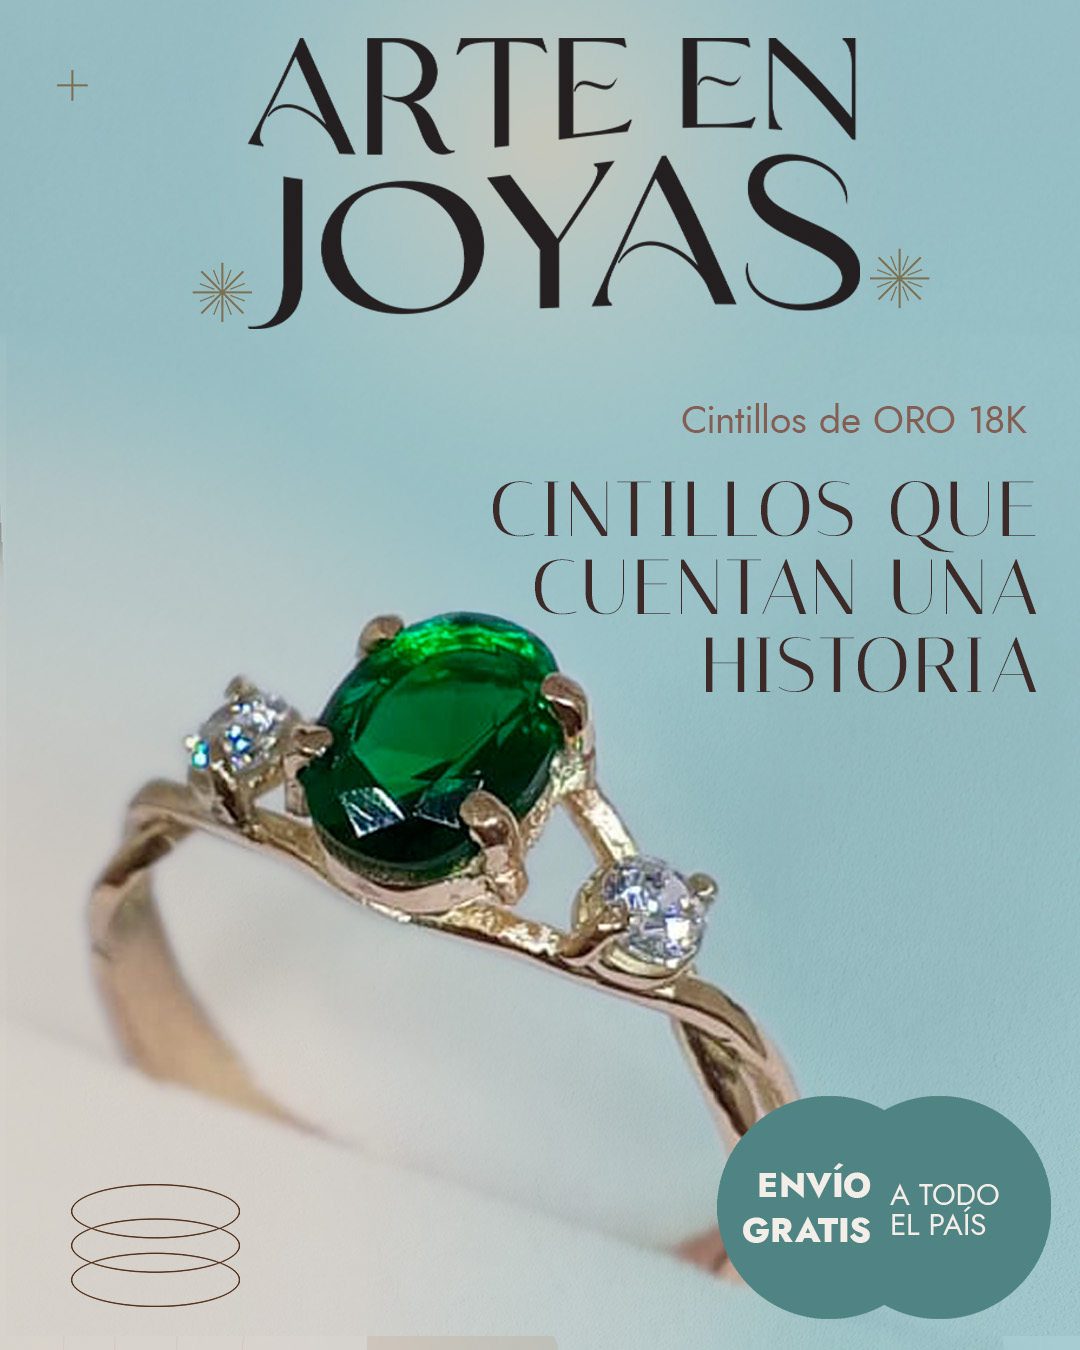 ARTE EN
JOYAS
Cintillos de ORO 18K
CINTILLOS QUE
CUENTAN UNA
HISTORIA
ENVÍO
GRATIS
A TODO
EL PAÍS